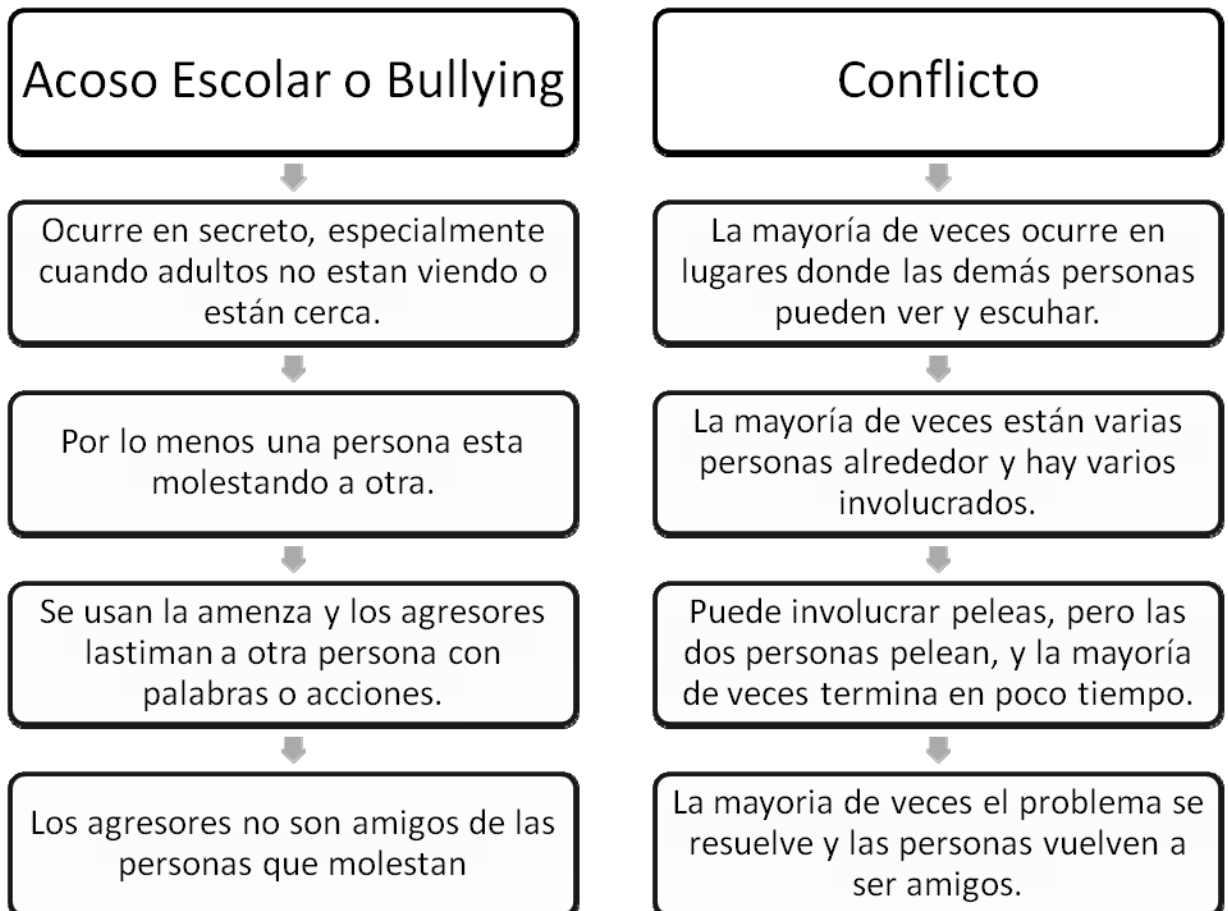 Acoso Escolar o Bullying
Ocurre en secreto, especialmente
cuando adultos no estan viendo o
están cerca.
Por lo menos una persona esta
molestando a otra.
Se usan la amenza y los agresores
lastiman a otra persona con
palabras o acciones.
Los agresores no son amigos de las
personas que molestan
Conflicto
La mayoría de veces ocurre en
lugares donde las demás personas
pueden ver y escuhar.
La mayoría de veces están varias
personas alrededor y hay varios
involucrados.
Puede involucrar peleas, pero las
dos personas pelean, y la mayoría
de veces termina en poco tiempo.
La mayoria de veces el problema se
resuelve y las personas vuelven a
ser amigos.